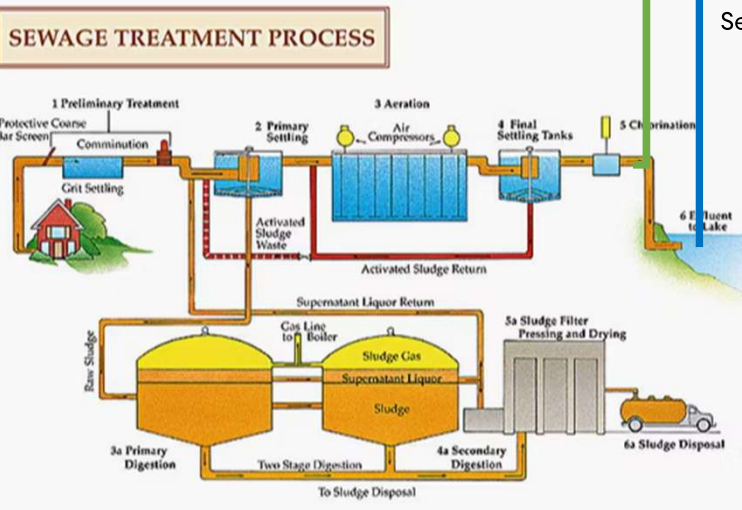 SEWAGE TREATMENT PROCESS
Se
1 Preliminary Treatment
Protective Coarse
Bar Screen
Comminution
Grit Settling
2 Primary
Settling
3 Aeration
Air
Compressors
4 Final
Settling Tanks
5 Chlorination
6 Effluent
to Lake
Activated
Sludge
Waste
Activated Sludge Return
Supernatant Liquor Return
Raw Sludge
Gas Line
to Boiler
Sludge Gas
Supernatant Liquor
Sludge
5a Sludge Filter
Pressing and Drying
3a Primary
Digestion
Two Stage Digestion
4a Secondary
Digestion
6a Sludge Disposal
To Sludge Disposal